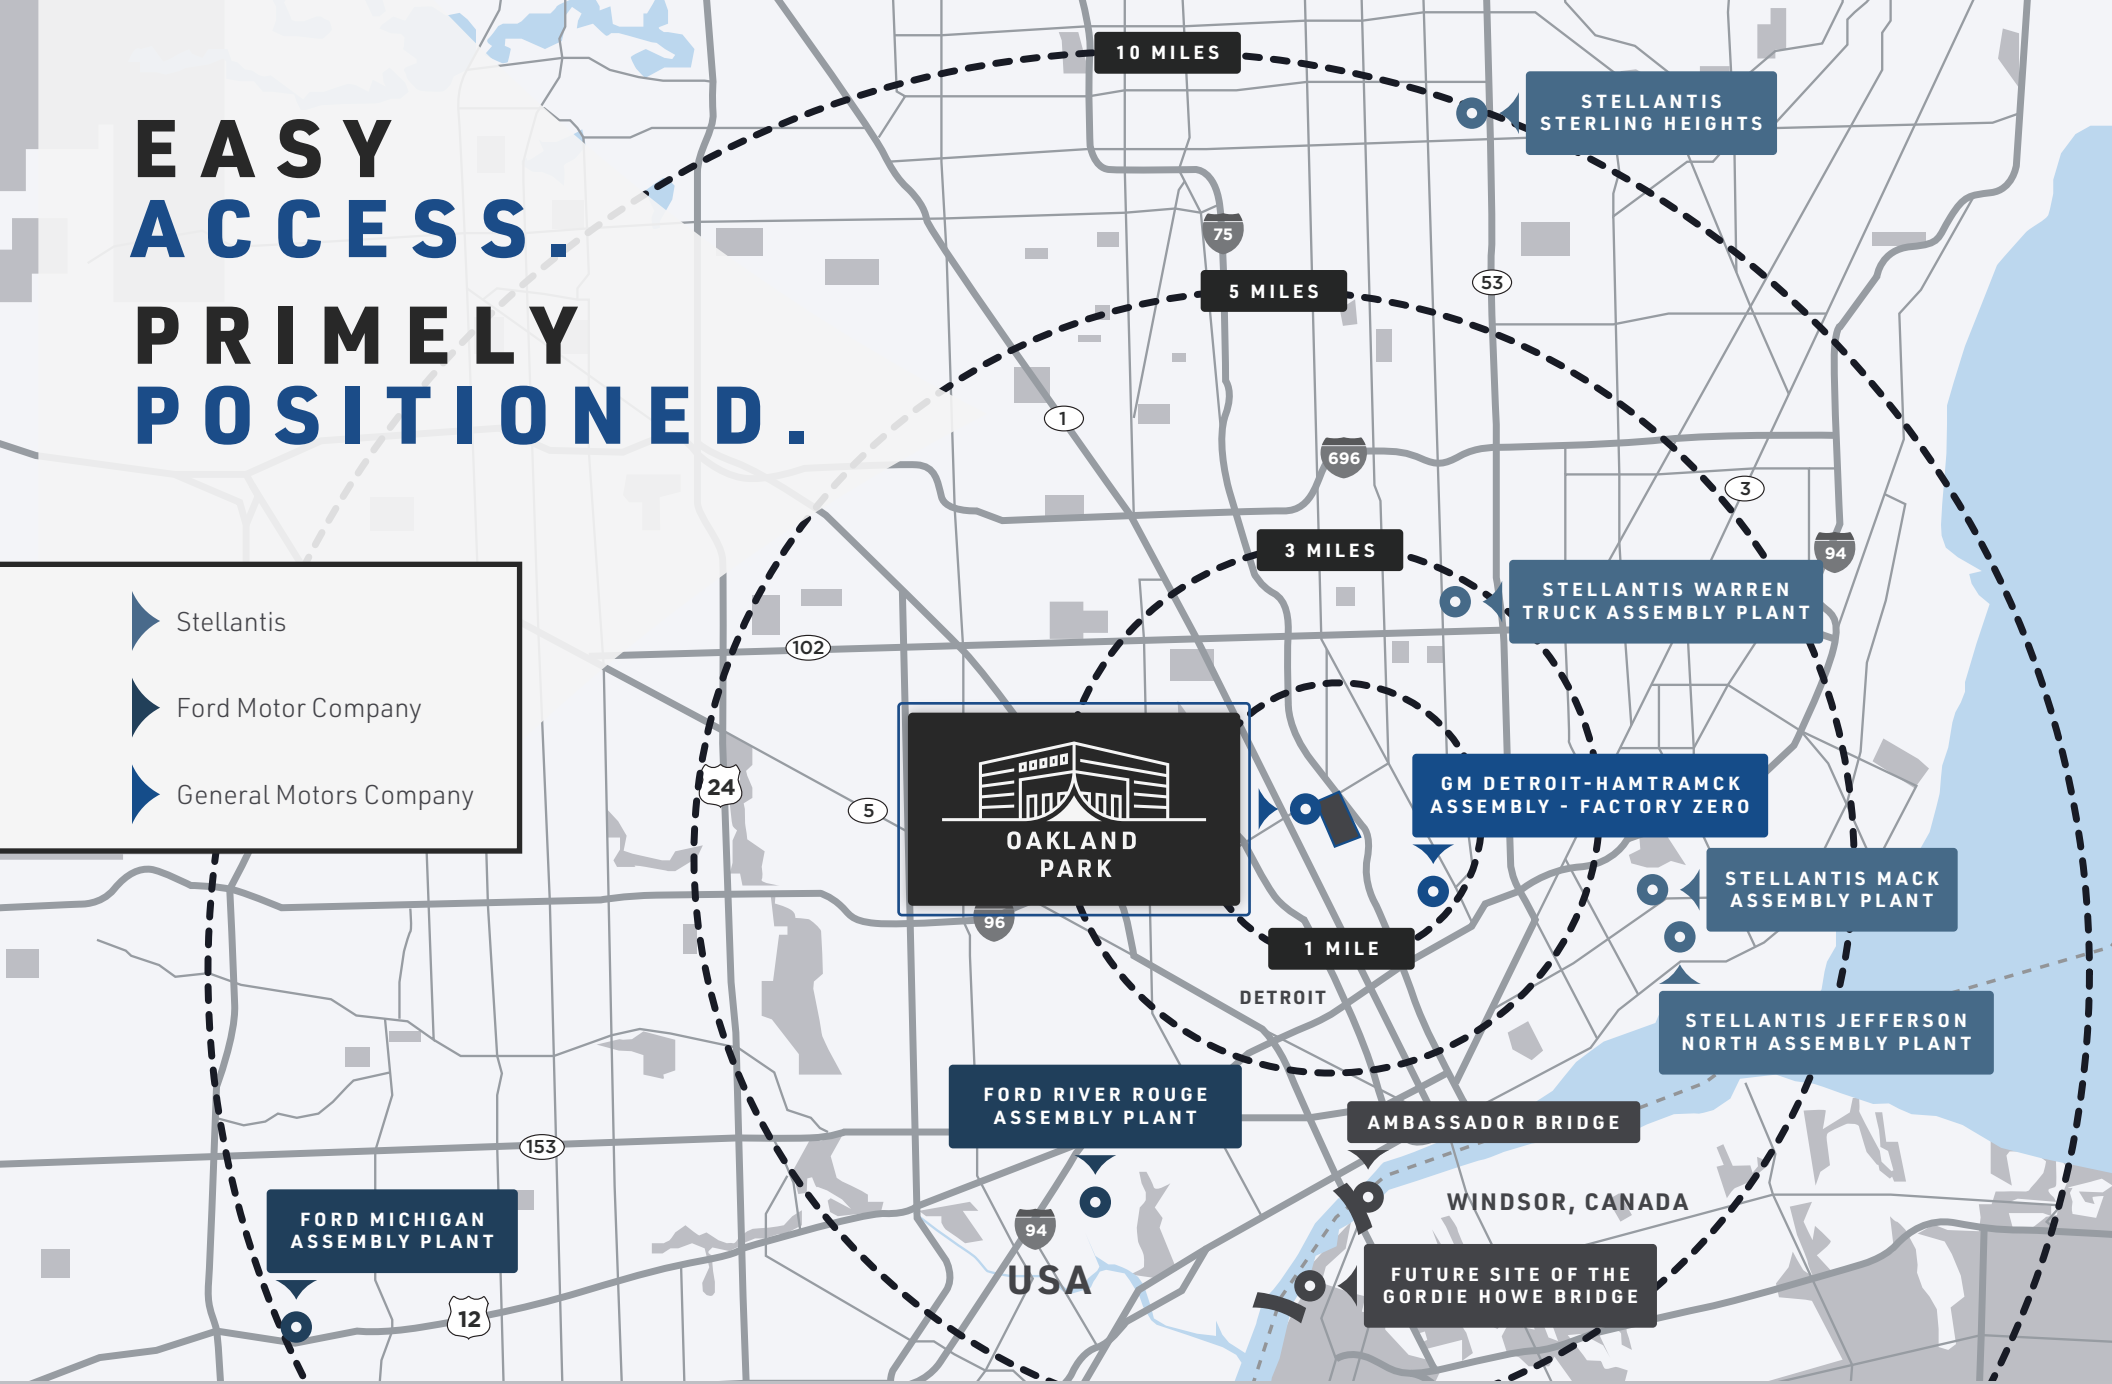 EASY
ACCESS.
PRIMELY
POSITIONED.
Stellantis
Ford Motor Company
General Motors Company
10 MILES
STELLANTIS
STERLING HEIGHTS
75
5 MILES
53
1
696
3
3 MILES
94
STELLANTIS WARREN
TRUCK ASSEMBLY PLANT
102
24
5
OAKLAND
PARK
GM DETROIT-HAMTRAMCK
ASSEMBLY - FACTORY ZERO
STELLANTIS MACK
ASSEMBLY PLANT
96
1 MILE
DETROIT
STELLANTIS JEFFERSON
NORTH ASSEMBLY PLANT
FORD RIVER ROUGE
ASSEMBLY PLANT
AMBASSADOR BRIDGE
153
WINDSOR, CANADA
FORD MICHIGAN
ASSEMBLY PLANT
94
USA
FUTURE SITE OF THE
GORDIE HOWE BRIDGE
12